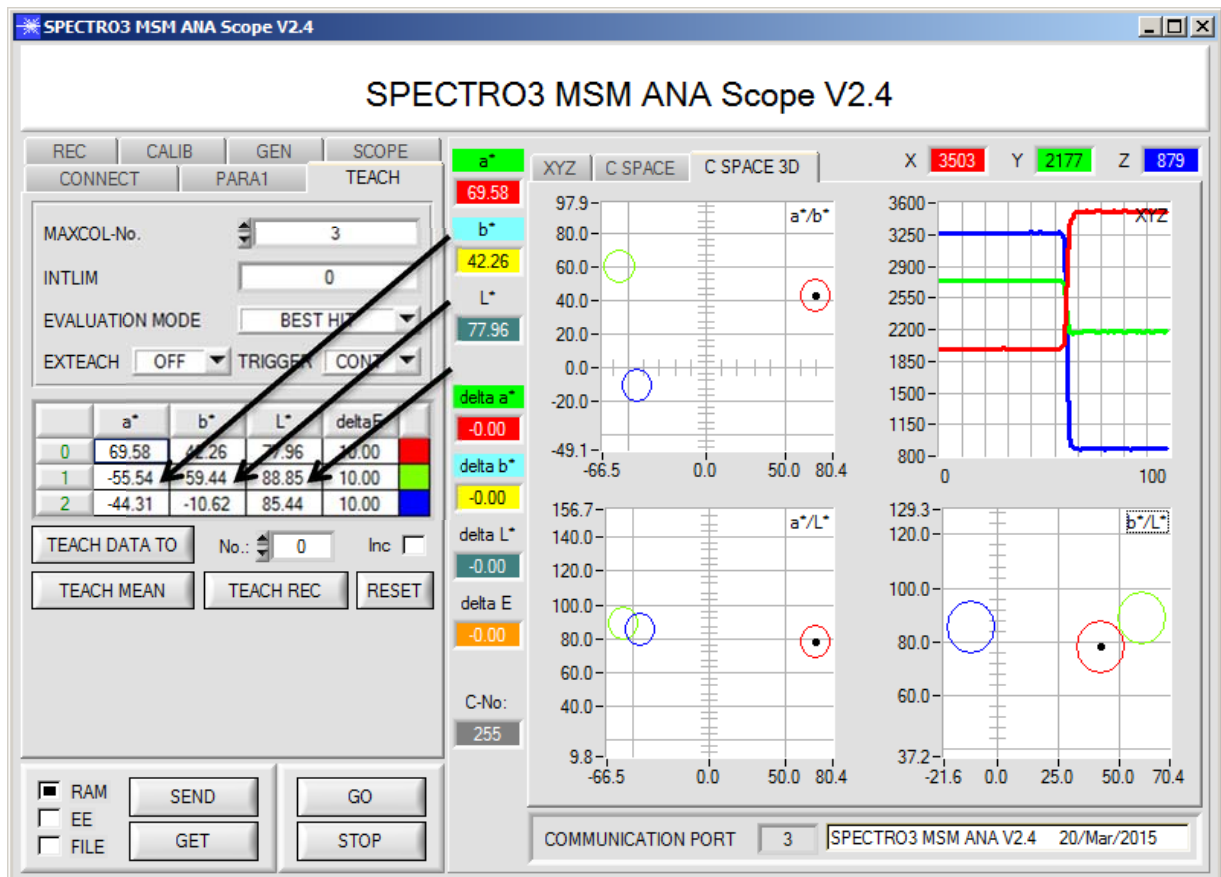 SPECTRO3 MSM ANA Scope V2.4
SPECTRO3 MSM ANA Scope V2.4
REC CALIB GEN SCOPE
CONNECT PARA1 TEACH
MAXCOL-No. 3
INTLIM 0
EVALUATION MODE BEST HIT
EXTEACH OFF TRIGGER CONT
a* b* L* deltaE
0 69.58 42.26 77.96 10.00
1 -55.54 59.44 88.85 10.00
2 -44.31 -10.62 85.44 10.00
TEACH DATA TO No.: 0 Inc
TEACH MEAN TEACH REC RESET
RAM
EE
FILE
SEND
GET
GO
STOP
a*
69.58
b*
42.26
L*
77.96
delta a*
-0.00
delta b*
-0.00
delta L*
-0.00
delta E
-0.00
C-No:
255
XYZ C SPACE C SPACE 3D
X 3503 Y 2177 Z 879
a*/b*
97.9
80.0
60.0
40.0
20.0
0.0
-20.0
-49.1
-66.5 0.0 50.0 80.4
XYZ
3600
3250
2900
2550
2200
1850
1500
1150
800
0 100
a*/L*
156.7
140.0
120.0
100.0
80.0
60.0
40.0
9.8
-66.5 0.0 50.0 80.4
b*/L*
129.3
120.0
100.0
80.0
60.0
37.2
-21.6 0.0 25.0 50.0 70.4
COMMUNICATION PORT 3 SPECTRO3 MSM ANA V2.4 20/Mar/2015